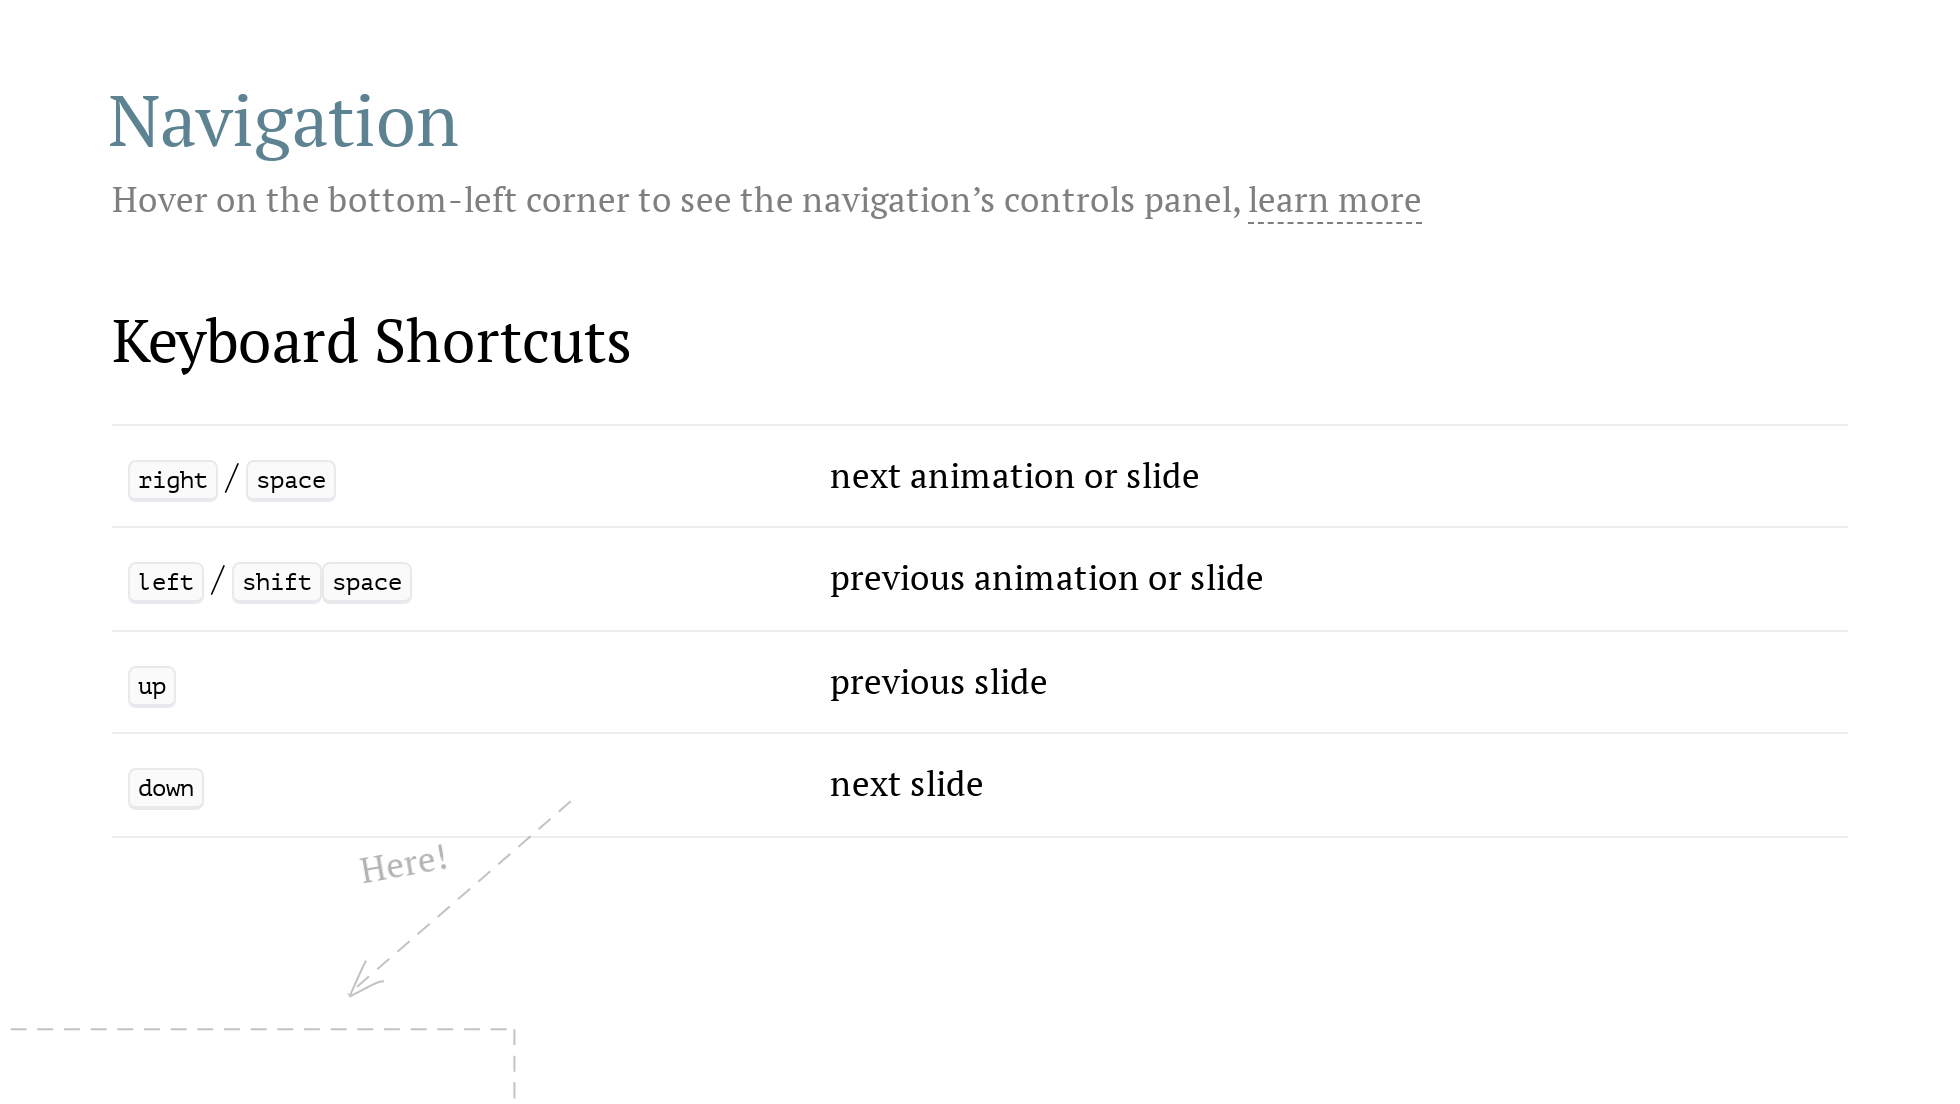 Navigation
Hover on the bottom-left corner to see the navigation’s controls panel, learn more
Keyboard Shortcuts
right / space next animation or slide
left / shift space previous animation or slide
up previous slide
down next slide
Here!